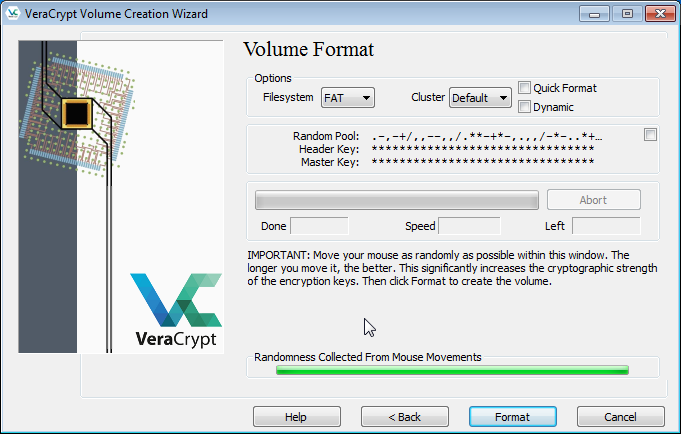 VeraCrypt Volume Creation Wizard
Volume Format
Options
Filesystem FAT Cluster Default Quick Format
Dynamic
Random Pool: .-,-+/,,--,,/.**-+*-,.,,/-*-..*+...
Header Key: ********************************
Master Key: ********************************
Abort
Done Speed Left
IMPORTANT: Move your mouse as randomly as possible within this window. The
longer you move it, the better. This significantly increases the cryptographic strength
of the encryption keys. Then click Format to create the volume.
VeraCrypt
Randomness Collected From Mouse Movements
Help < Back Format Cancel